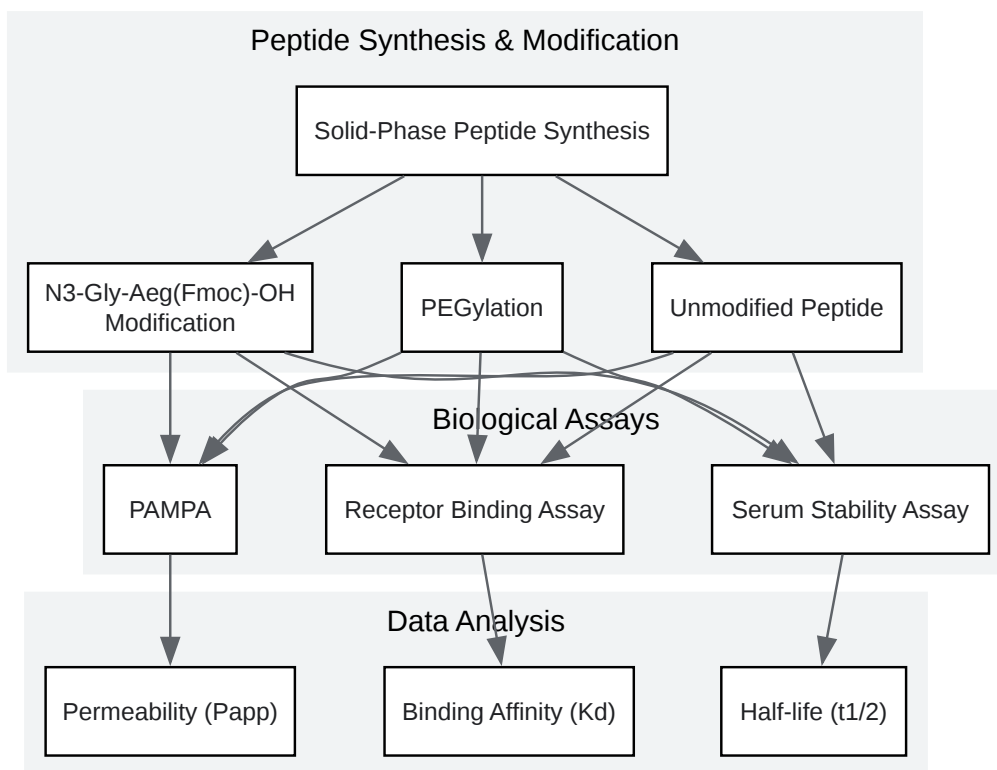 Peptide Synthesis & Modification
Solid-Phase Peptide Synthesis
N3-Gly-Aeg(Fmoc)-OH
Modification
PEGylation
Unmodified Peptide
Biological Assays
PAMPA
Receptor Binding Assay
Serum Stability Assay
Data Analysis
Permeability (Papp)
Binding Affinity (Kd)
Half-life (t1/2)